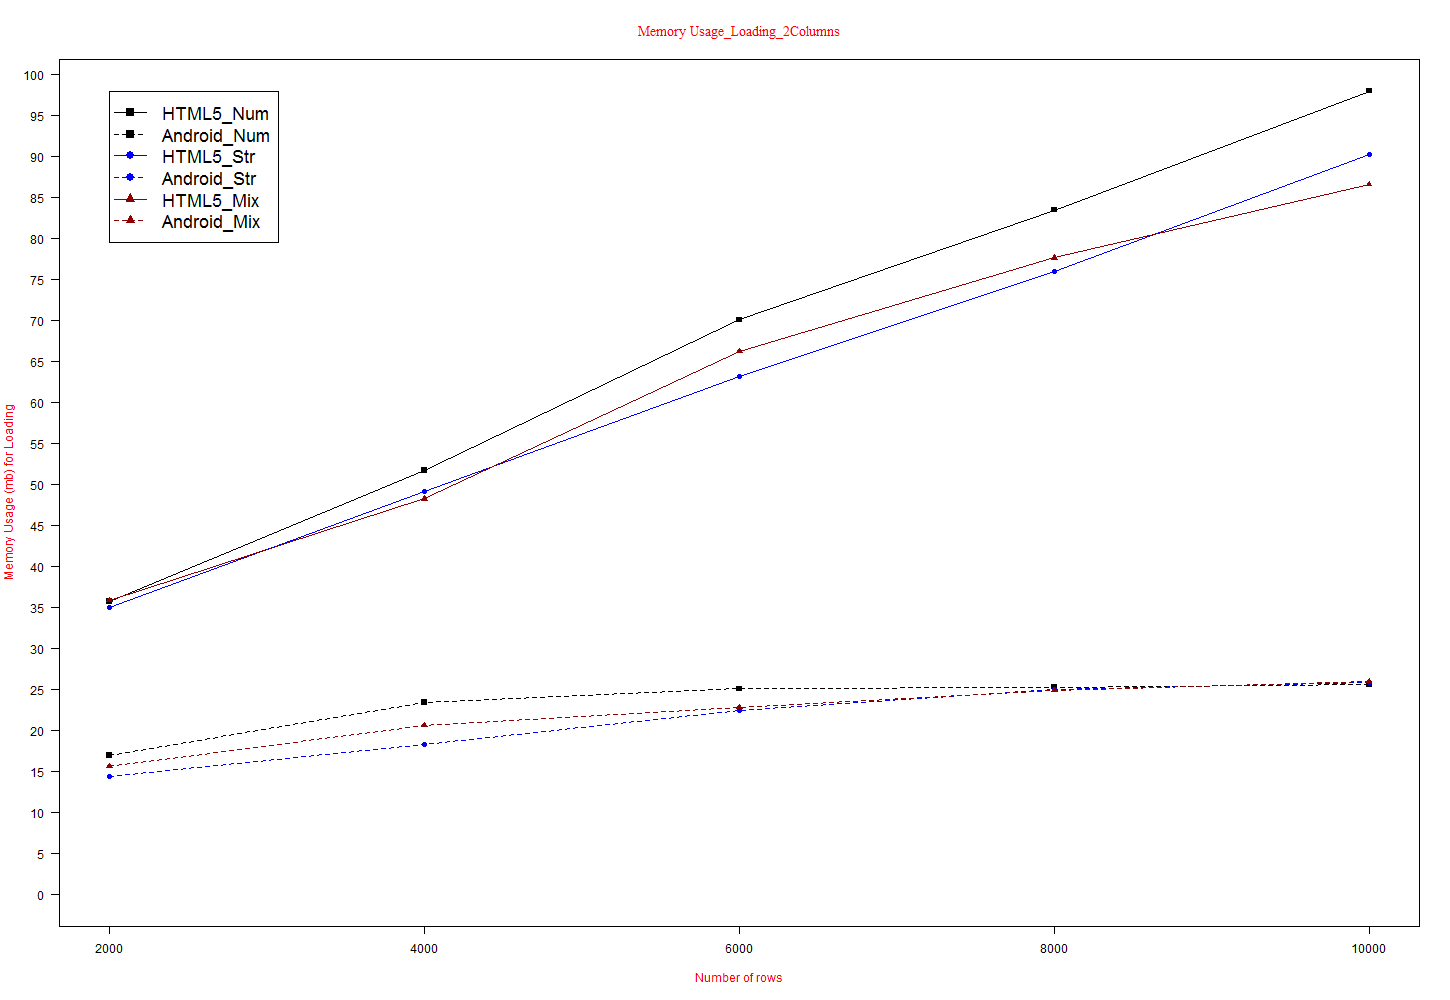 Memory Usage_Loading_2Columns
HTML5_Num
Android_Num
HTML5_Str
Android_Str
HTML5_Mix
Android_Mix
100
95
90
85
80
75
70
65
60
55
50
45
40
35
30
25
20
15
10
5
0
Memory Usage (mb) for Loading
2000 4000 6000 8000 10000
Number of rows